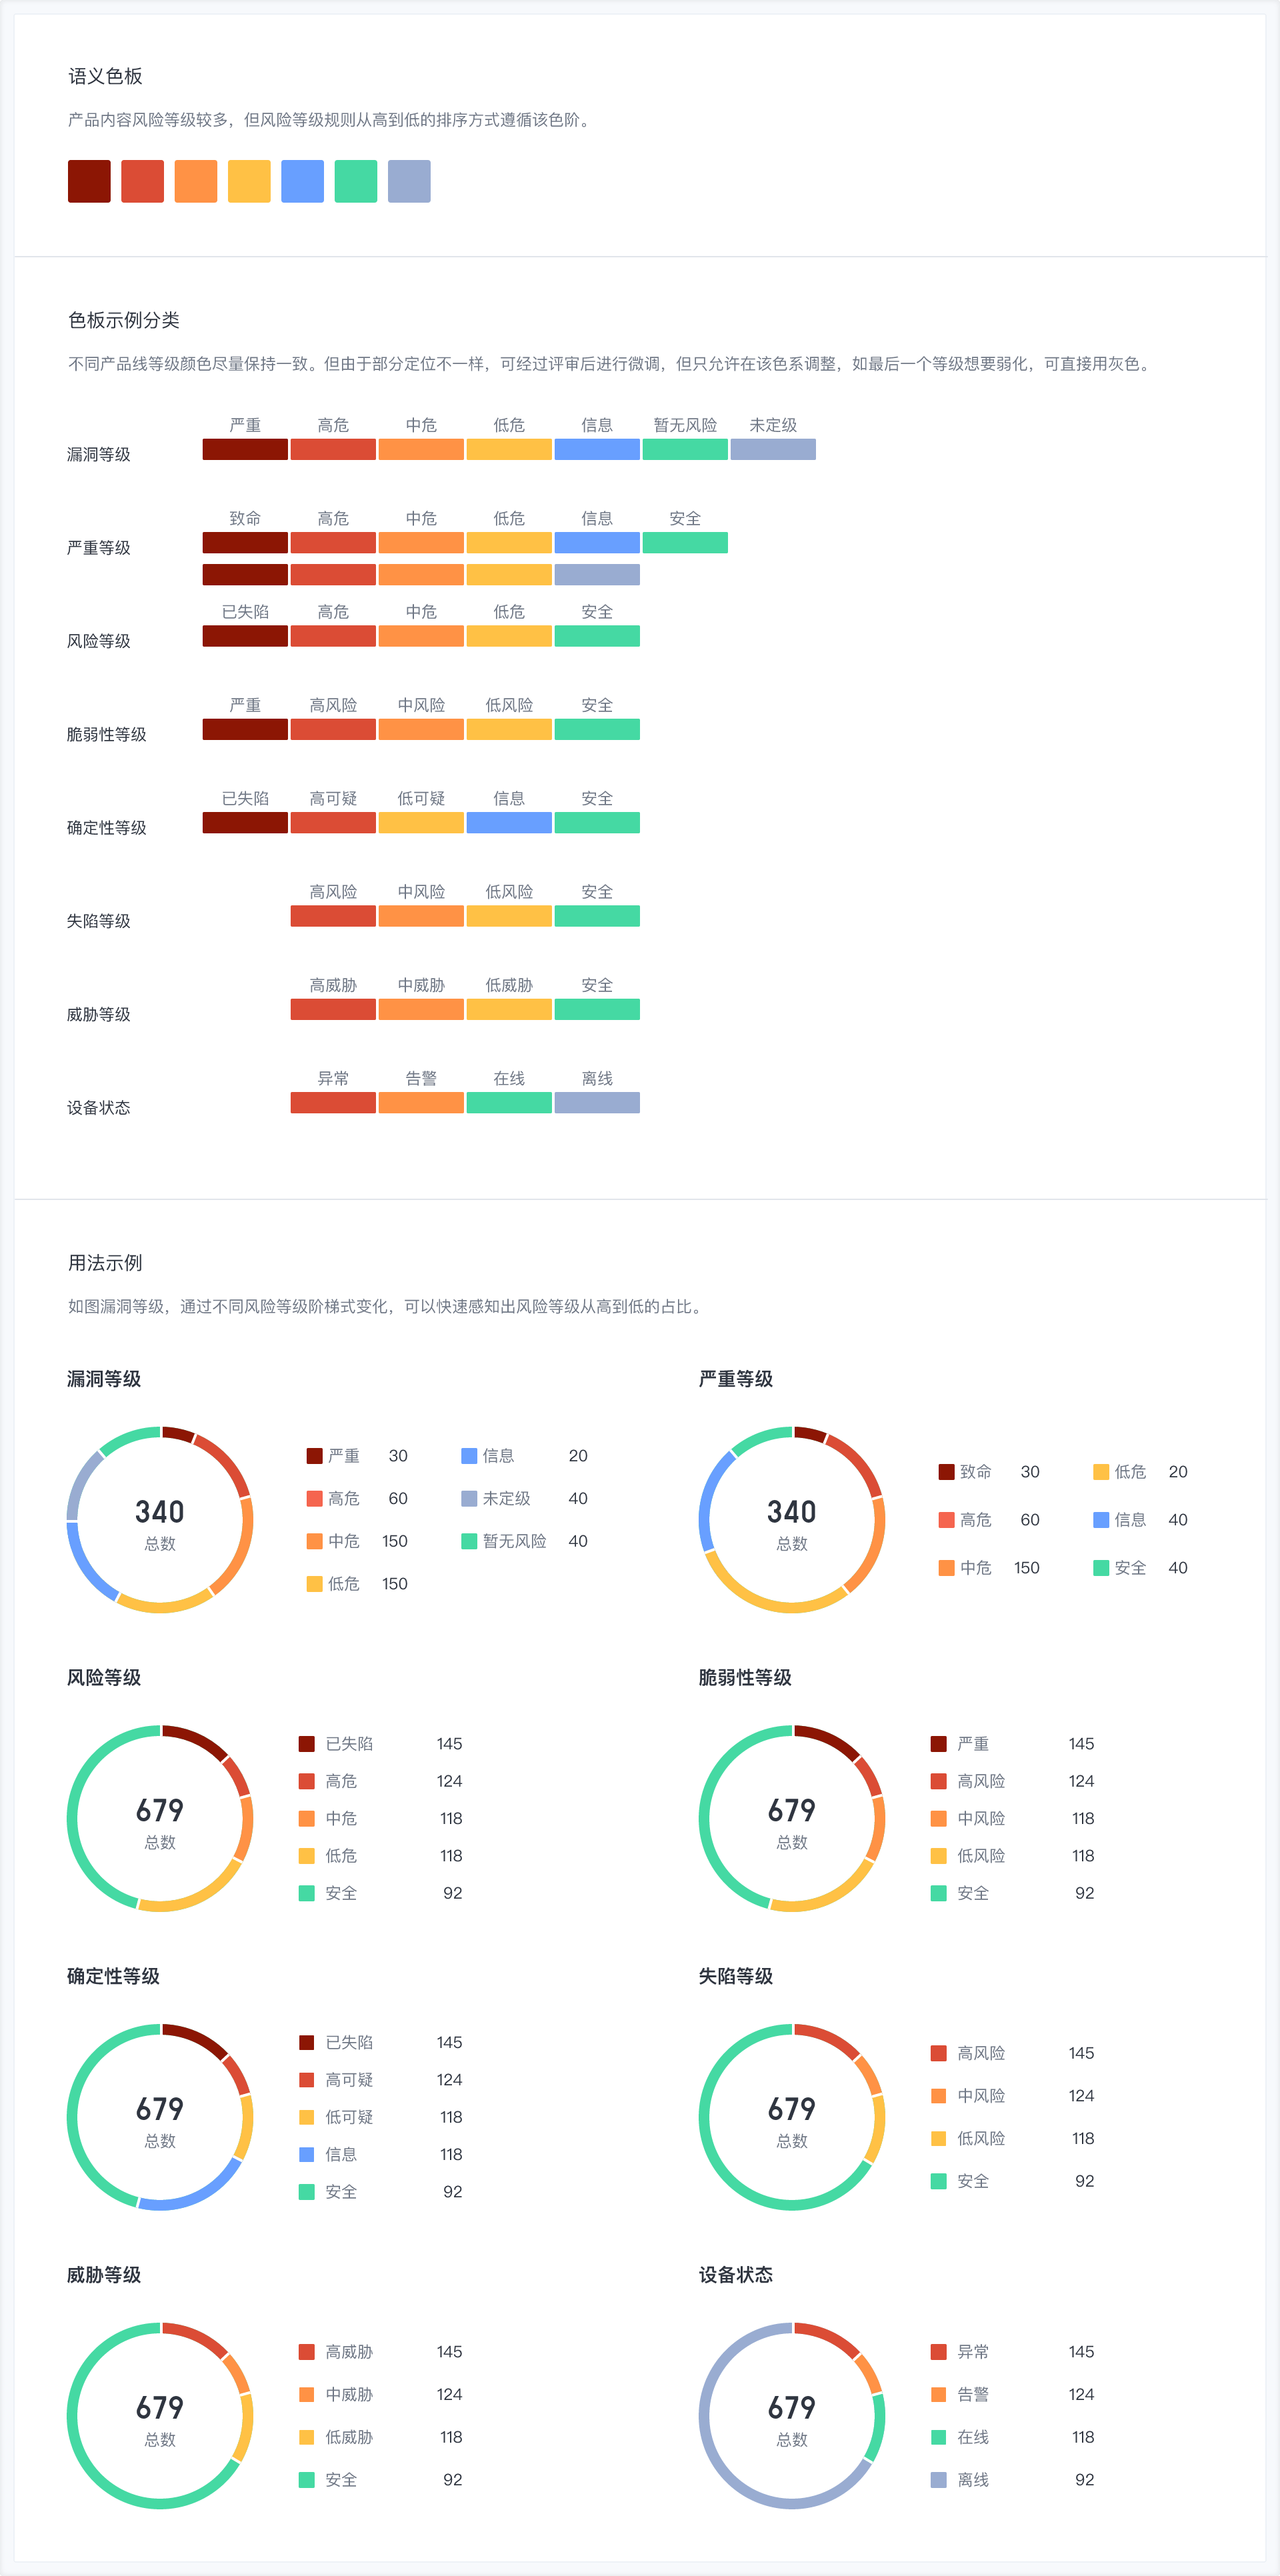 语义色板
产品内容风险等级较多，但风险等级规则从高到低的排序方式遵循该色阶。
色板示例分类
不同产品线等级颜色尽量保持一致。但由于部分定位不一样，可经过评审后进行微调，但只允许在该色系调整，如最后一个等级想要弱化，可直接用灰色。
严重 高危 中危 低危 信息 暂无风险 未定级
漏洞等级
致命 高危 中危 低危 信息 安全
严重等级
已失陷 高危 中危 低危 安全
风险等级
严重 高风险 中风险 低风险 安全
脆弱性等级
已失陷 高可疑 低可疑 信息 安全
确定性等级
高风险 中风险 低风险 安全
失陷等级
高威胁 中威胁 低威胁 安全
威胁等级
异常 告警 在线 离线
设备状态
用法示例
如图漏洞等级，通过不同风险等级阶梯式变化，可以快速感知出风险等级从高到低的占比。
漏洞等级
340
总数
严重 30 信息 20
高危 60 未定级 40
中危 150 暂无风险 40
低危 150
严重等级
340
总数
致命 30 低危 20
高危 60 信息 40
中危 150 安全 40
风险等级
679
总数
已失陷 145
高危 124
中危 118
低危 118
安全 92
脆弱性等级
679
总数
严重 145
高风险 124
中风险 118
低风险 118
安全 92
确定性等级
679
总数
已失陷 145
高可疑 124
低可疑 118
信息 118
安全 92
失陷等级
679
总数
高风险 145
中风险 124
低风险 118
安全 92
威胁等级
679
总数
高威胁 145
中威胁 124
低威胁 118
安全 92
设备状态
679
总数
异常 145
告警 124
在线 118
离线 92